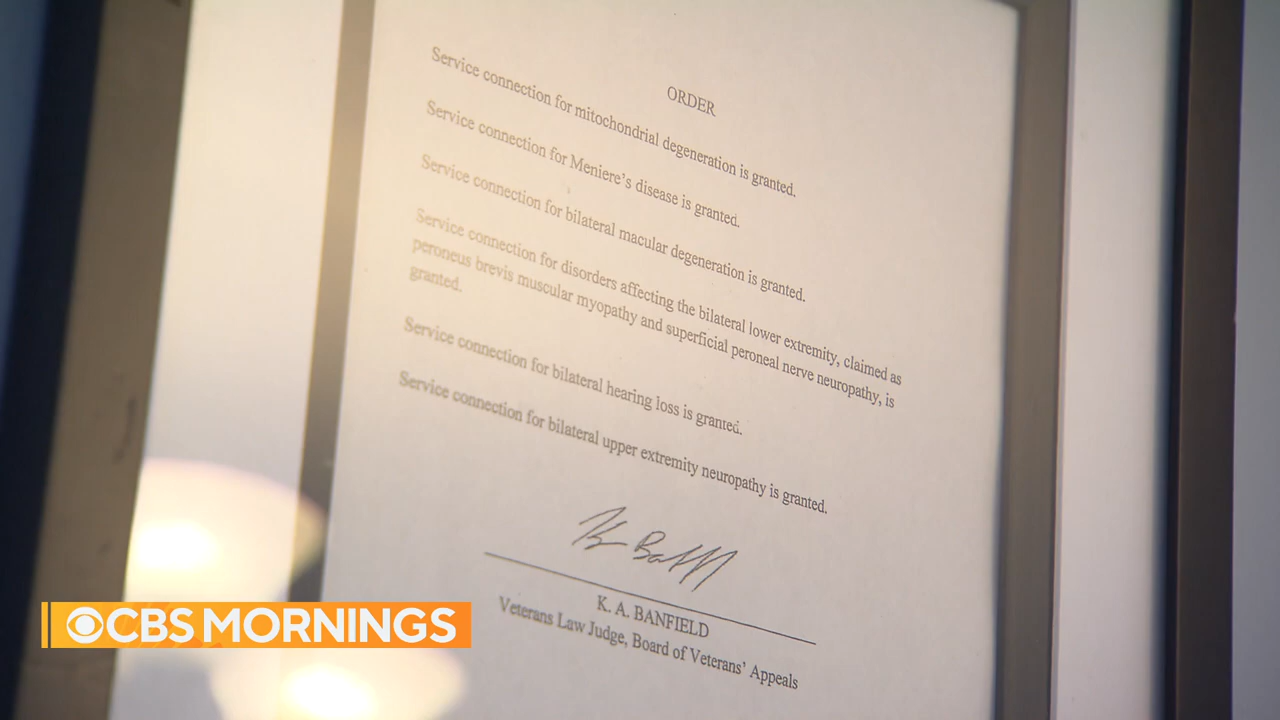 ORDER
Service connection for mitochondrial degeneration is granted.
Service connection for Meniere's disease is granted.
Service connection for bilateral macular degeneration is granted.
Service connection for disorders affecting the bilateral lower extremity, claimed as
peroneus brevis muscular myopathy and superficial peroneal nerve neuropathy, is
granted.
Service connection for bilateral hearing loss is granted.
Service connection for bilateral upper extremity neuropathy is granted.
K. A. BANFIELD
Veterans Law Judge, Board of Veterans' Appeals
CBS MORNINGS